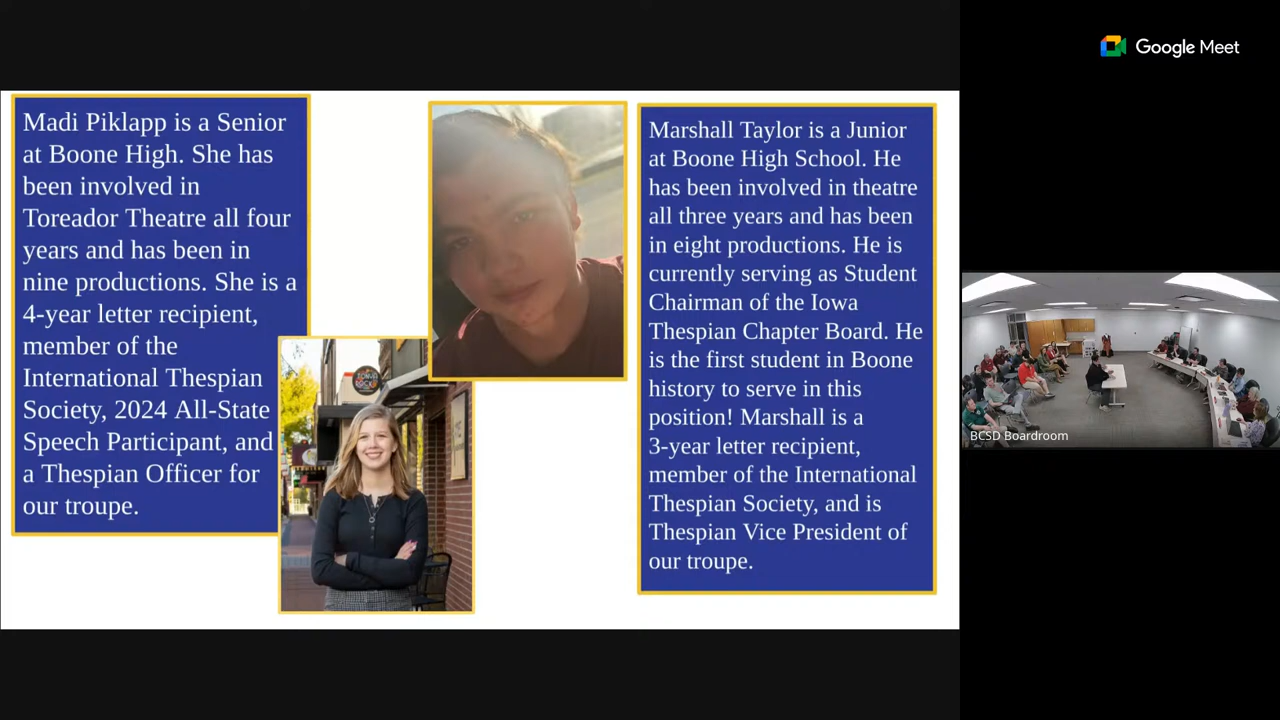 Madi Piklapp is a Senior
at Boone High. She has
been involved in
Toreador Theatre all four
years and has been in
nine productions. She is a
4-year letter recipient,
member of the
International Thespian
Society, 2024 All-State
Speech Participant, and
a Thespian Officer for
our troupe.
Marshall Taylor is a Junior
at Boone High School. He
has been involved in theatre
all three years and has been
in eight productions. He is
currently serving as Student
Chairman of the Iowa
Thespian Chapter Board. He
is the first student in Boone
history to serve in this
position! Marshall is a
3-year letter recipient,
member of the International
Thespian Society, and is
Thespian Vice President of
our troupe.
Google Meet
BCSD Boardroom